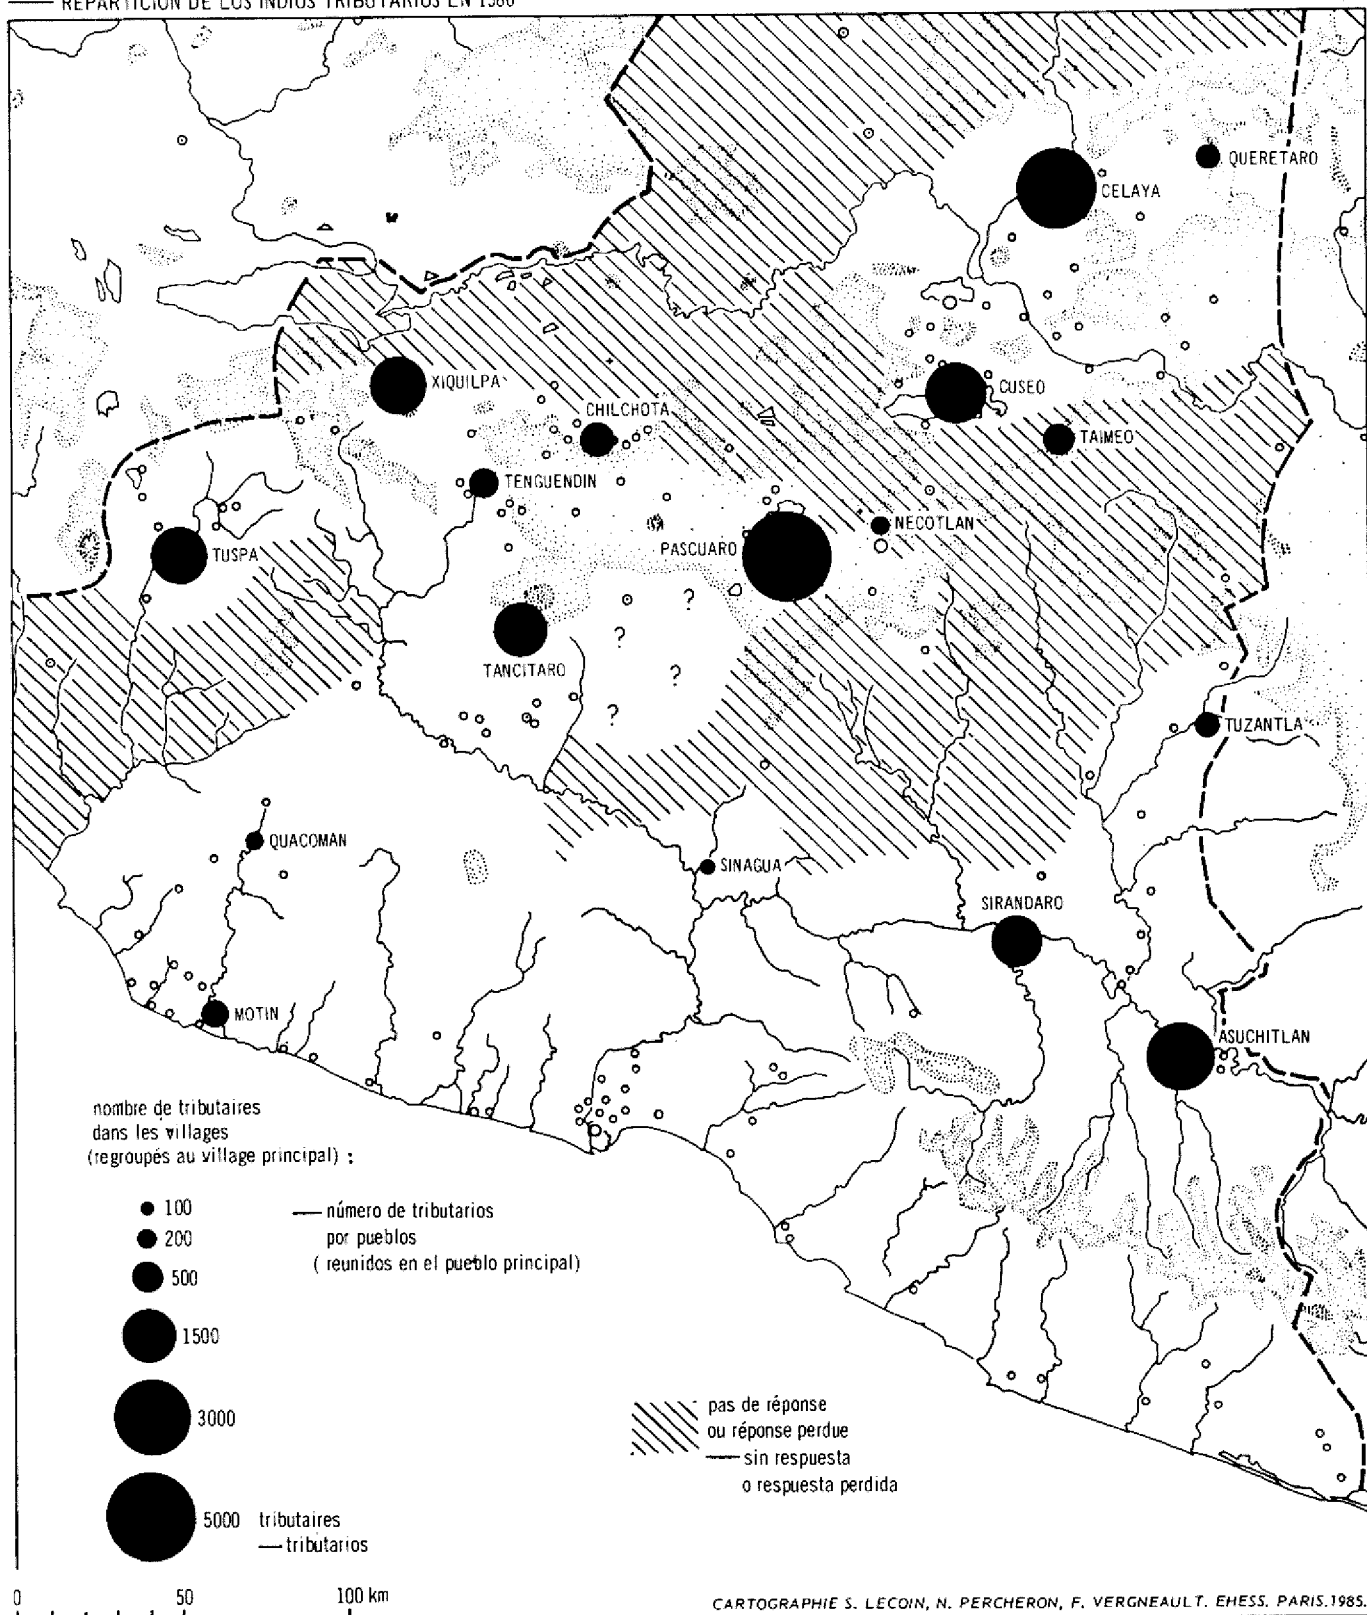 — REPARTICION DE LOS INDIOS TRIBUTARIOS EN 1580
QUERETARO
CELAYA
XIQUILPA
CUSEO
CHILCHOTA
TAIMEO
TENGUENDIN
NECOTLAN
PASCUARO
TUSPA
?
?
TANCITARO
?
?
TUZANTLA
QUACOMAN
SINAGUA
SIRANDARO
MOTIN
ASUCHITLAN
nombre de tributaires
dans les villages
(regroupés au village principal) :
100
200
500
1500
3000
5000 tributaires
— tributarios
— número de tributarios
por pueblos
( reunidos en el pueblo principal)
pas de réponse
ou réponse perdue
— sin respuesta
o respuesta perdida
0 50 100 km
CARTOGRAPHIE S. LECOIN, N. PERCHERON, F. VERGNEAULT. EHESS. PARIS.1985.